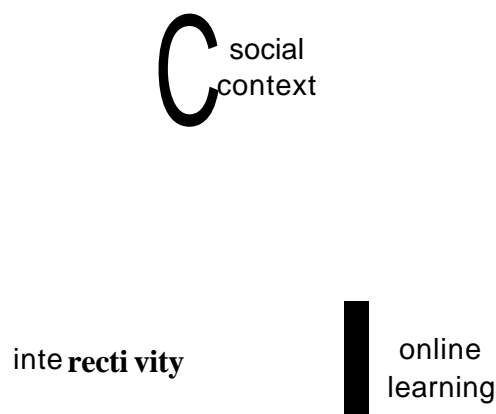 C social
context
inte recti vity
I online
learning